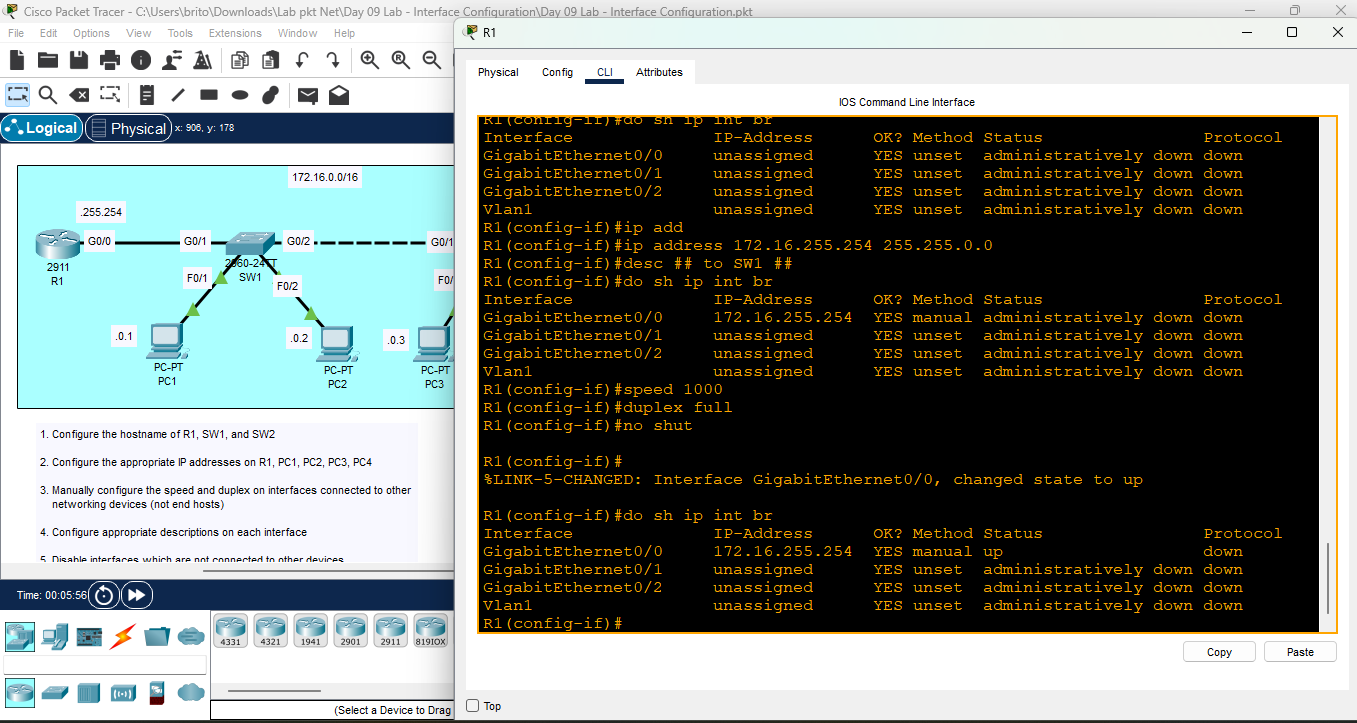 Cisco Packet Tracer - C:\Users\brito\Downloads\Lab pkt Net\Day 09 Lab - Interface Configuration\Day 09 Lab - Interface Configuration.pkt
File Edit Options View Tools Extensions Window Help
Logical Physical x: 906, y: 178
172.16.0.0/16
.255.254
G0/0 G0/1 G0/2 G0/1
2911
R1
2960-24TT
SW1
F0/1 F0/2 F0/
.0.1 .0.2 .0.3
PC-PT
PC1
PC-PT
PC2
PC-PT
PC3
1. Configure the hostname of R1, SW1, and SW2
2. Configure the appropriate IP addresses on R1, PC1, PC2, PC3, PC4
3. Manually configure the speed and duplex on interfaces connected to other
networking devices (not end hosts)
4. Configure appropriate descriptions on each interface
5. Disable interfaces which are not connected to other devices
Time: 00:05:56
4331 4321 1941 2901 2911 819IOX
(Select a Device to Drag
R1
Physical Config CLI Attributes
IOS Command Line Interface
R1(config-if)#do sh ip int br
Interface IP-Address OK? Method Status Protocol
GigabitEthernet0/0 unassigned YES unset administratively down down
GigabitEthernet0/1 unassigned YES unset administratively down down
GigabitEthernet0/2 unassigned YES unset administratively down down
Vlan1 unassigned YES unset administratively down down
R1(config-if)#ip add
R1(config-if)#ip address 172.16.255.254 255.255.0.0
R1(config-if)#desc ## to SW1 ##
R1(config-if)#do sh ip int br
Interface IP-Address OK? Method Status Protocol
GigabitEthernet0/0 172.16.255.254 YES manual administratively down down
GigabitEthernet0/1 unassigned YES unset administratively down down
GigabitEthernet0/2 unassigned YES unset administratively down down
Vlan1 unassigned YES unset administratively down down
R1(config-if)#speed 1000
R1(config-if)#duplex full
R1(config-if)#no shut
R1(config-if)#
%LINK-5-CHANGED: Interface GigabitEthernet0/0, changed state to up
R1(config-if)#do sh ip int br
Interface IP-Address OK? Method Status Protocol
GigabitEthernet0/0 172.16.255.254 YES manual up down
GigabitEthernet0/1 unassigned YES unset administratively down down
GigabitEthernet0/2 unassigned YES unset administratively down down
Vlan1 unassigned YES unset administratively down down
R1(config-if)#
Copy Paste
Top